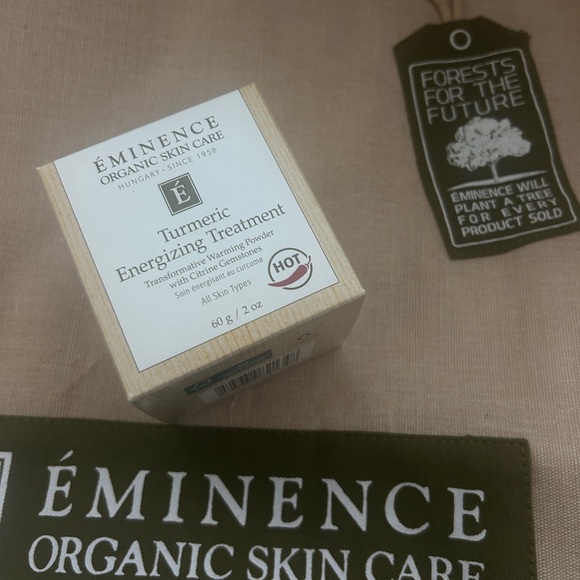 ÉMINENCE
ORGANIC SKIN CARE
HUNGARY • SINCE 1958
É
Turmeric
Energizing Treatment
Transformative Warming Powder
with Citrine Gemstones
Soin énergisant au curcuma
All Skin Types
60 g / 2 oz
HOT
FORESTS
FOR THE
FUTURE
ÉMINENCE WILL
PLANT A TREE
FOR EVERY
PRODUCT SOLD
ÉMINENCE
ORGANIC SKIN CARE